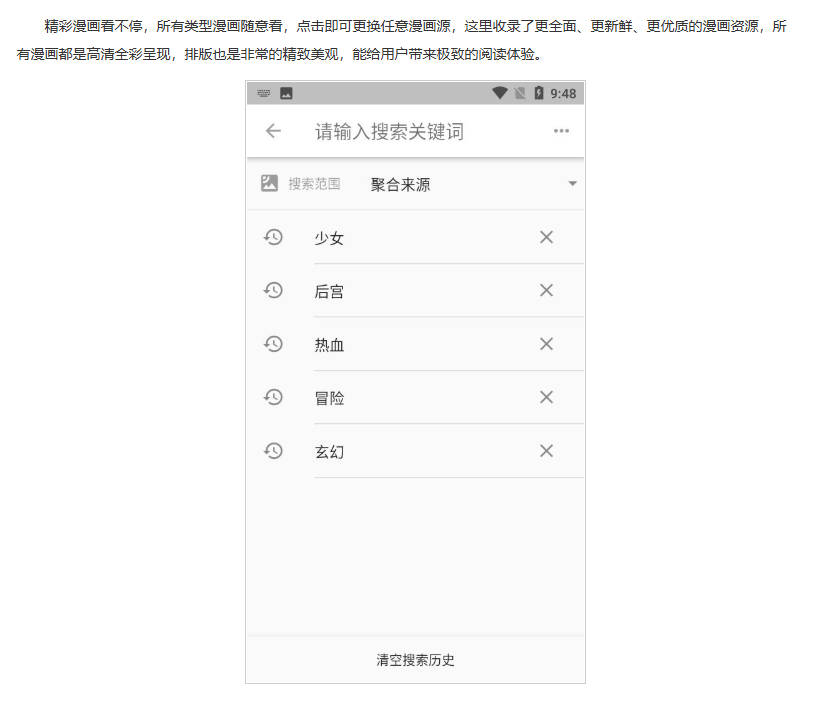 精彩漫画看不停，所有类型漫画随意看，点击即可更换任意漫画源，这里收录了更全面、更新鲜、更优质的漫画资源，所
有漫画都是高清全彩呈现，排版也是非常的精致美观，能给用户带来极致的阅读体验。
9:48
请输入搜索关键词
搜索范围 聚合来源
少女
后宫
热血
冒险
玄幻
清空搜索历史